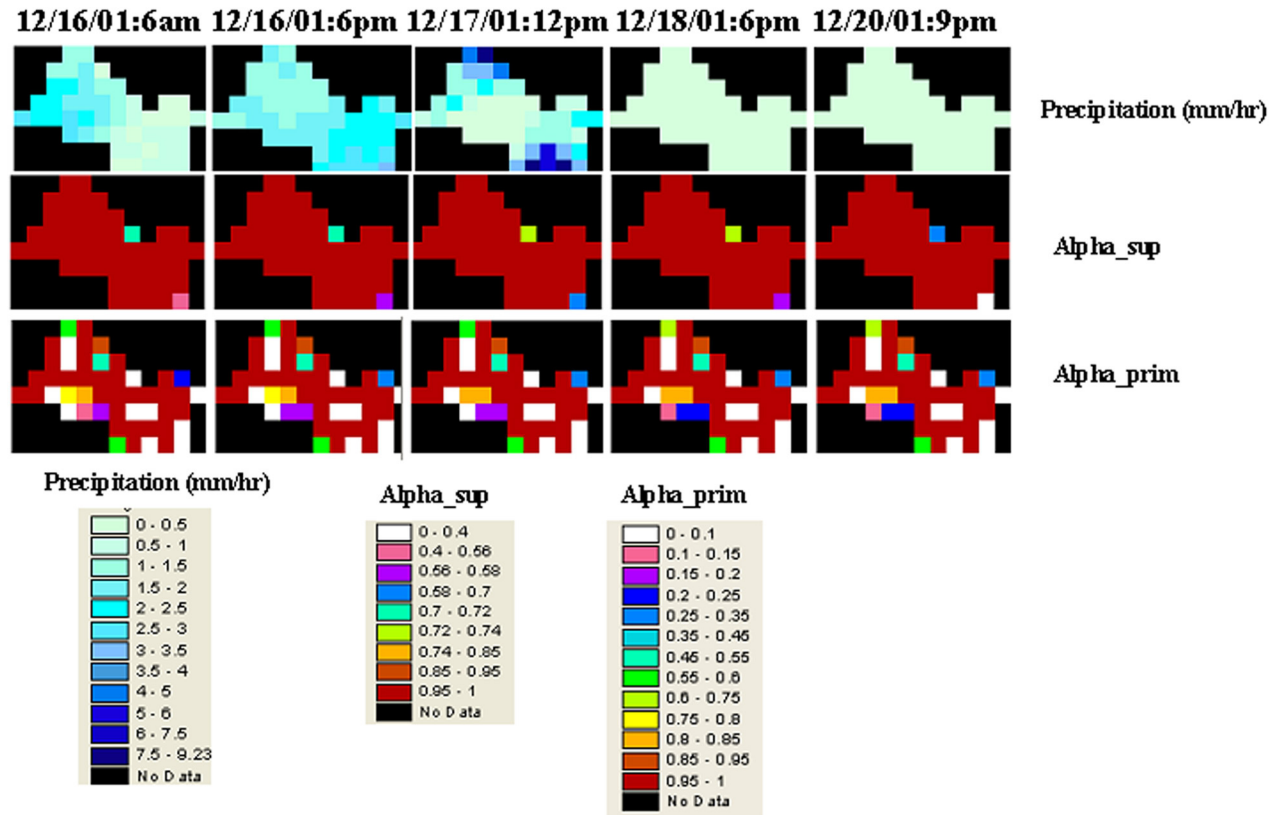 12/16/01:6am 12/16/01:6pm 12/17/01:12pm 12/18/01:6pm 12/20/01:9pm
Precipitation (mm/hr)
Alpha_sup
Alpha_prim
Precipitation (mm/hr)
0 - 0.5
0.5 - 1
1 - 1.5
1.5 - 2
2 - 2.5
2.5 - 3
3 - 3.5
3.5 - 4
4 - 5
5 - 6
6 - 7.5
7.5 - 9.23
No Data
Alpha_sup
0 - 0.4
0.4 - 0.56
0.56 - 0.58
0.58 - 0.7
0.7 - 0.72
0.72 - 0.74
0.74 - 0.85
0.85 - 0.95
0.95 - 1
No Data
Alpha_prim
0 - 0.1
0.1 - 0.15
0.15 - 0.2
0.2 - 0.25
0.25 - 0.35
0.35 - 0.45
0.45 - 0.55
0.55 - 0.6
0.6 - 0.75
0.75 - 0.8
0.8 - 0.85
0.85 - 0.95
0.95 - 1
No Data